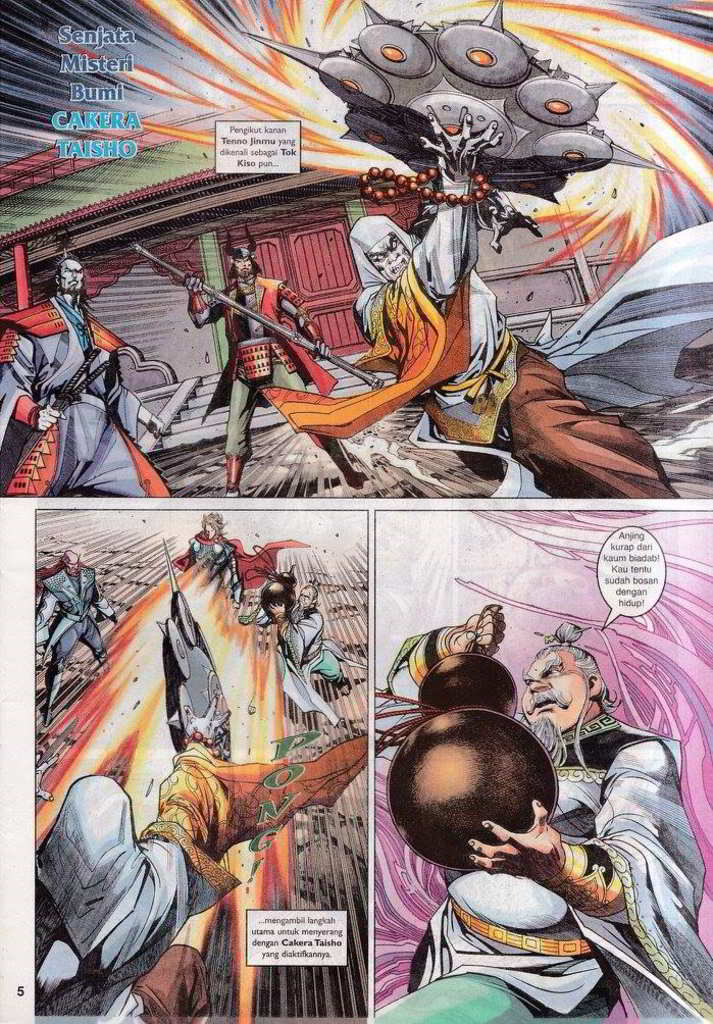 Senjata
Misteri
Bumi
CAKERA
TAISHO
Pengikut kanan
Tenno Jinmu yang
dikenali sebagai Tok
Kiso pun...
PONG!
...mengambil langkah
utama untuk menyerang
dengan Cakera Taisho
yang diaktifkannya.
Anjing
kurap dari
kaum biadab!
Kau tentu
sudah bosan
dengan
hidup!
5